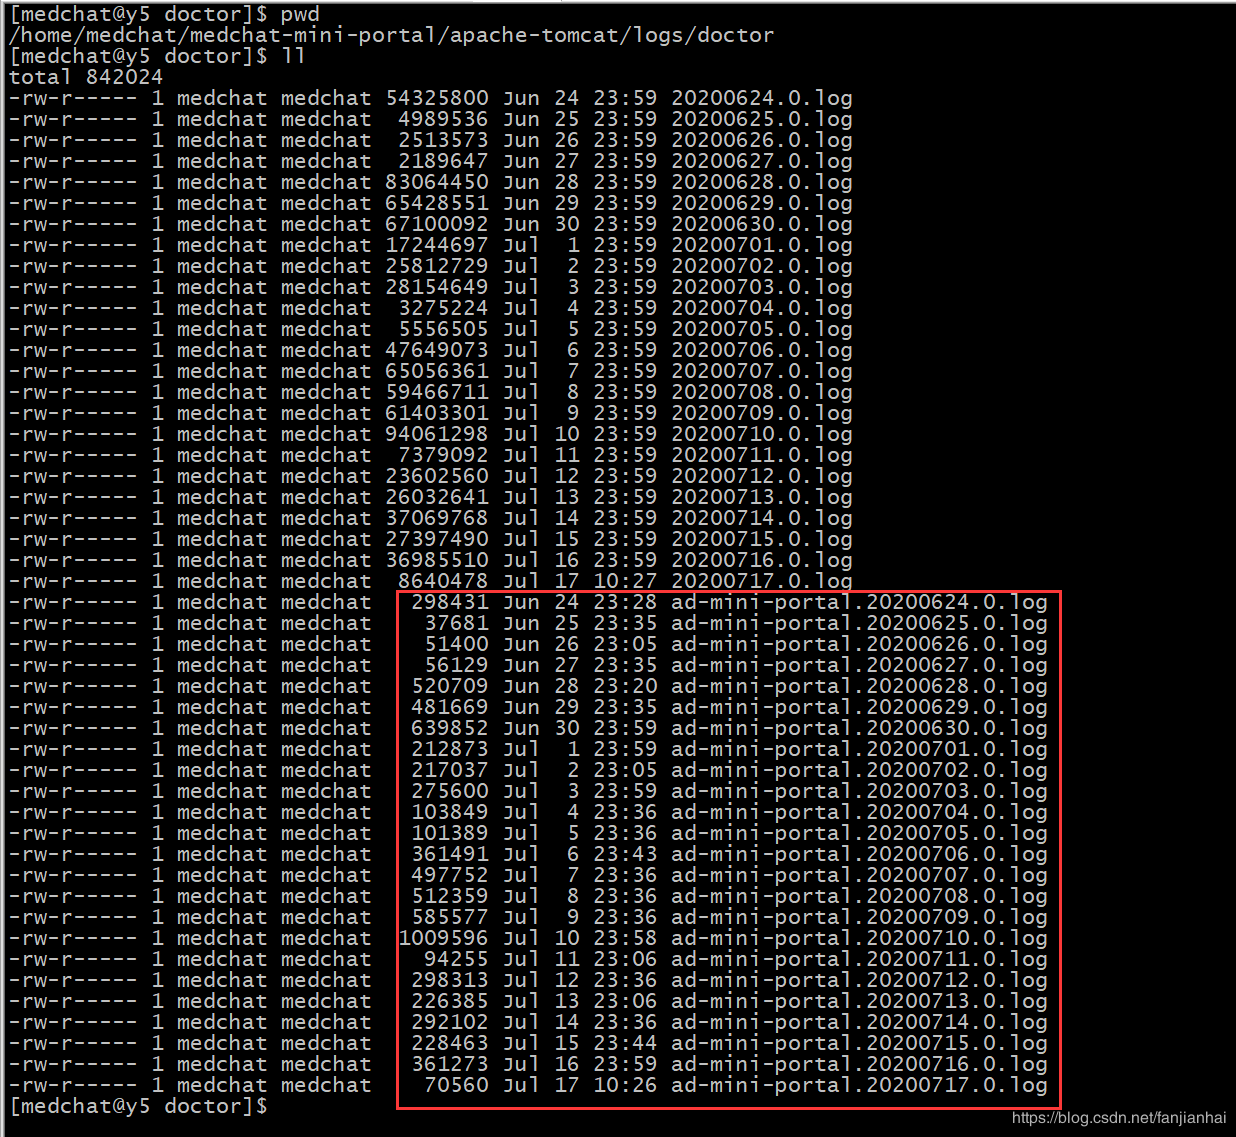 [medchat@y5 doctor]$ pwd
/home/medchat/medchat-mini-portal/apache-tomcat/logs/doctor
[medchat@y5 doctor]$ ll
total 842024
-rw-r----- 1 medchat medchat 54325800 Jun 24 23:59 20200624.0.log
-rw-r----- 1 medchat medchat  4989536 Jun 25 23:59 20200625.0.log
-rw-r----- 1 medchat medchat  2513573 Jun 26 23:59 20200626.0.log
-rw-r----- 1 medchat medchat  2189647 Jun 27 23:59 20200627.0.log
-rw-r----- 1 medchat medchat 83064450 Jun 28 23:59 20200628.0.log
-rw-r----- 1 medchat medchat 65428551 Jun 29 23:59 20200629.0.log
-rw-r----- 1 medchat medchat 67100092 Jun 30 23:59 20200630.0.log
-rw-r----- 1 medchat medchat 17244697 Jul  1 23:59 20200701.0.log
-rw-r----- 1 medchat medchat 25812729 Jul  2 23:59 20200702.0.log
-rw-r----- 1 medchat medchat 28154649 Jul  3 23:59 20200703.0.log
-rw-r----- 1 medchat medchat  3275224 Jul  4 23:59 20200704.0.log
-rw-r----- 1 medchat medchat  5556505 Jul  5 23:59 20200705.0.log
-rw-r----- 1 medchat medchat 47649073 Jul  6 23:59 20200706.0.log
-rw-r----- 1 medchat medchat 65056361 Jul  7 23:59 20200707.0.log
-rw-r----- 1 medchat medchat 59466711 Jul  8 23:59 20200708.0.log
-rw-r----- 1 medchat medchat 61403301 Jul  9 23:59 20200709.0.log
-rw-r----- 1 medchat medchat 94061298 Jul 10 23:59 20200710.0.log
-rw-r----- 1 medchat medchat  7379092 Jul 11 23:59 20200711.0.log
-rw-r----- 1 medchat medchat 23602560 Jul 12 23:59 20200712.0.log
-rw-r----- 1 medchat medchat 26032641 Jul 13 23:59 20200713.0.log
-rw-r----- 1 medchat medchat 37069768 Jul 14 23:59 20200714.0.log
-rw-r----- 1 medchat medchat 27397490 Jul 15 23:59 20200715.0.log
-rw-r----- 1 medchat medchat 36985510 Jul 16 23:59 20200716.0.log
-rw-r----- 1 medchat medchat  8640478 Jul 17 10:27 20200717.0.log
-rw-r----- 1 medchat medchat   298431 Jun 24 23:28 ad-mini-portal.20200624.0.log
-rw-r----- 1 medchat medchat    37681 Jun 25 23:35 ad-mini-portal.20200625.0.log
-rw-r----- 1 medchat medchat    51400 Jun 26 23:05 ad-mini-portal.20200626.0.log
-rw-r----- 1 medchat medchat    56129 Jun 27 23:35 ad-mini-portal.20200627.0.log
-rw-r----- 1 medchat medchat   520709 Jun 28 23:20 ad-mini-portal.20200628.0.log
-rw-r----- 1 medchat medchat   481669 Jun 29 23:35 ad-mini-portal.20200629.0.log
-rw-r----- 1 medchat medchat   639852 Jun 30 23:59 ad-mini-portal.20200630.0.log
-rw-r----- 1 medchat medchat   212873 Jul  1 23:59 ad-mini-portal.20200701.0.log
-rw-r----- 1 medchat medchat   217037 Jul  2 23:05 ad-mini-portal.20200702.0.log
-rw-r----- 1 medchat medchat   275600 Jul  3 23:59 ad-mini-portal.20200703.0.log
-rw-r----- 1 medchat medchat   103849 Jul  4 23:36 ad-mini-portal.20200704.0.log
-rw-r----- 1 medchat medchat   101389 Jul  5 23:36 ad-mini-portal.20200705.0.log
-rw-r----- 1 medchat medchat   361491 Jul  6 23:43 ad-mini-portal.20200706.0.log
-rw-r----- 1 medchat medchat   497752 Jul  7 23:36 ad-mini-portal.20200707.0.log
-rw-r----- 1 medchat medchat   512359 Jul  8 23:36 ad-mini-portal.20200708.0.log
-rw-r----- 1 medchat medchat   585577 Jul  9 23:36 ad-mini-portal.20200709.0.log
-rw-r----- 1 medchat medchat  1009596 Jul 10 23:58 ad-mini-portal.20200710.0.log
-rw-r----- 1 medchat medchat    94255 Jul 11 23:06 ad-mini-portal.20200711.0.log
-rw-r----- 1 medchat medchat   298313 Jul 12 23:36 ad-mini-portal.20200712.0.log
-rw-r----- 1 medchat medchat   226385 Jul 13 23:06 ad-mini-portal.20200713.0.log
-rw-r----- 1 medchat medchat   292102 Jul 14 23:36 ad-mini-portal.20200714.0.log
-rw-r----- 1 medchat medchat   228463 Jul 15 23:44 ad-mini-portal.20200715.0.log
-rw-r----- 1 medchat medchat   361273 Jul 16 23:59 ad-mini-portal.20200716.0.log
-rw-r----- 1 medchat medchat    70560 Jul 17 10:26 ad-mini-portal.20200717.0.log
[medchat@y5 doctor]$
https://blog.csdn.net/fanjianhai